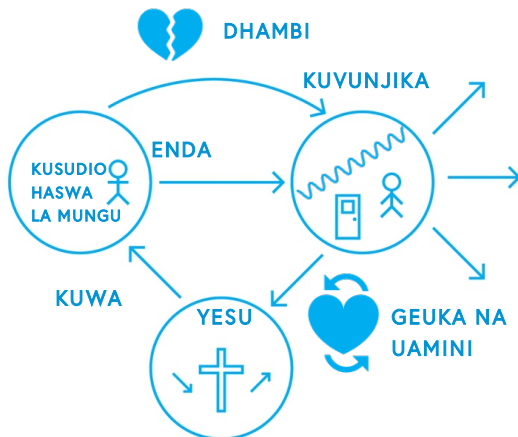 DHAMBI
KUVUNJIKA
ENDA
KUSUDIO
HASWA
LA MUNGU
KUWA
YESU
GEUKA NA
UAMINI